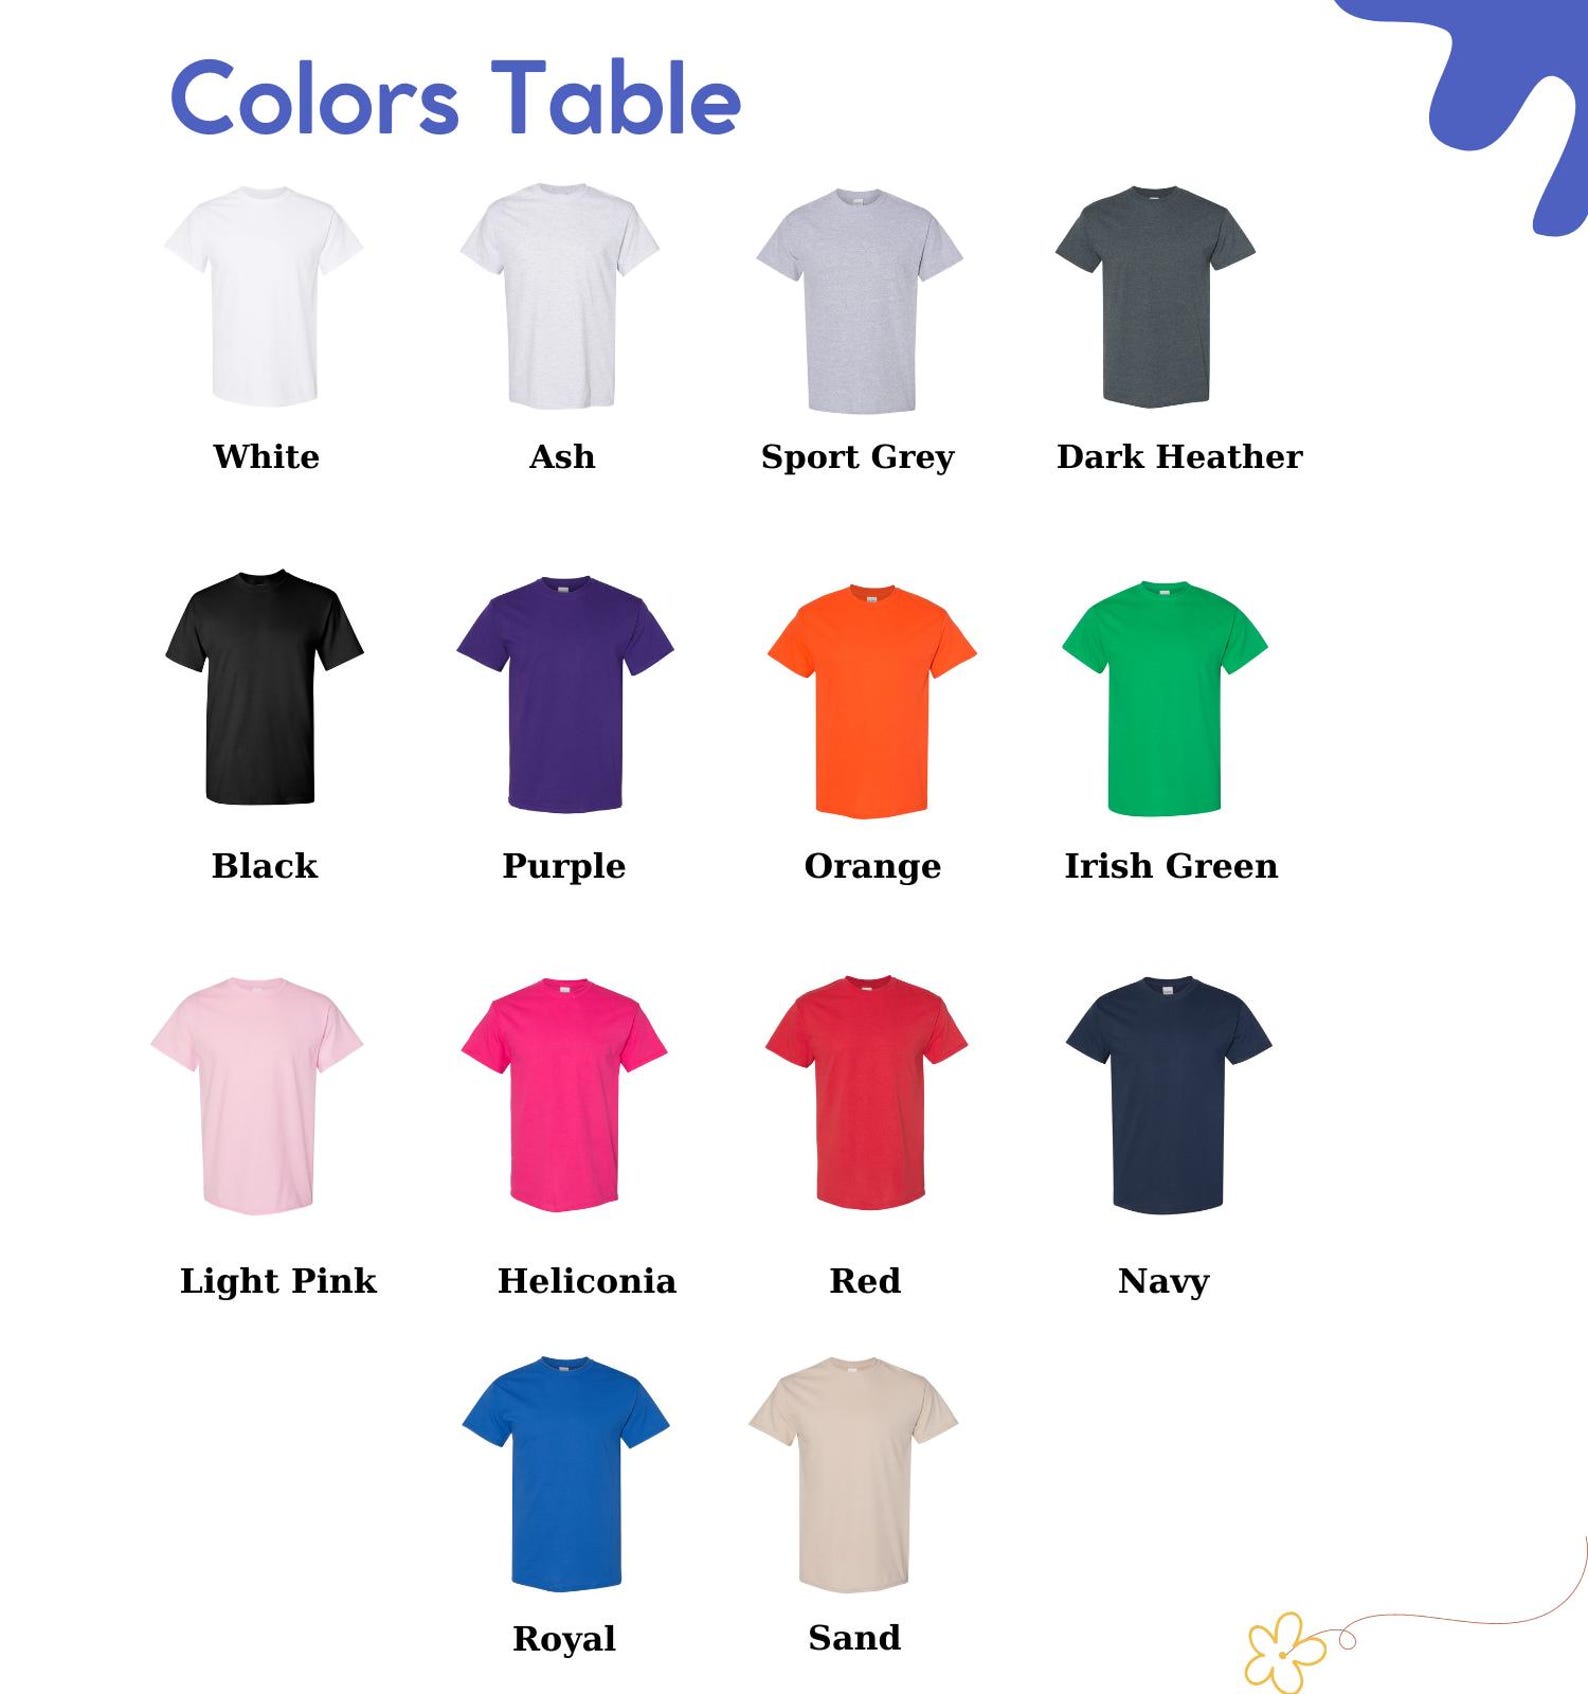 Colors Table
White
Ash
Sport Grey
Dark Heather
Black
Purple
Orange
Irish Green
Light Pink
Heliconia
Red
Navy
Royal
Sand